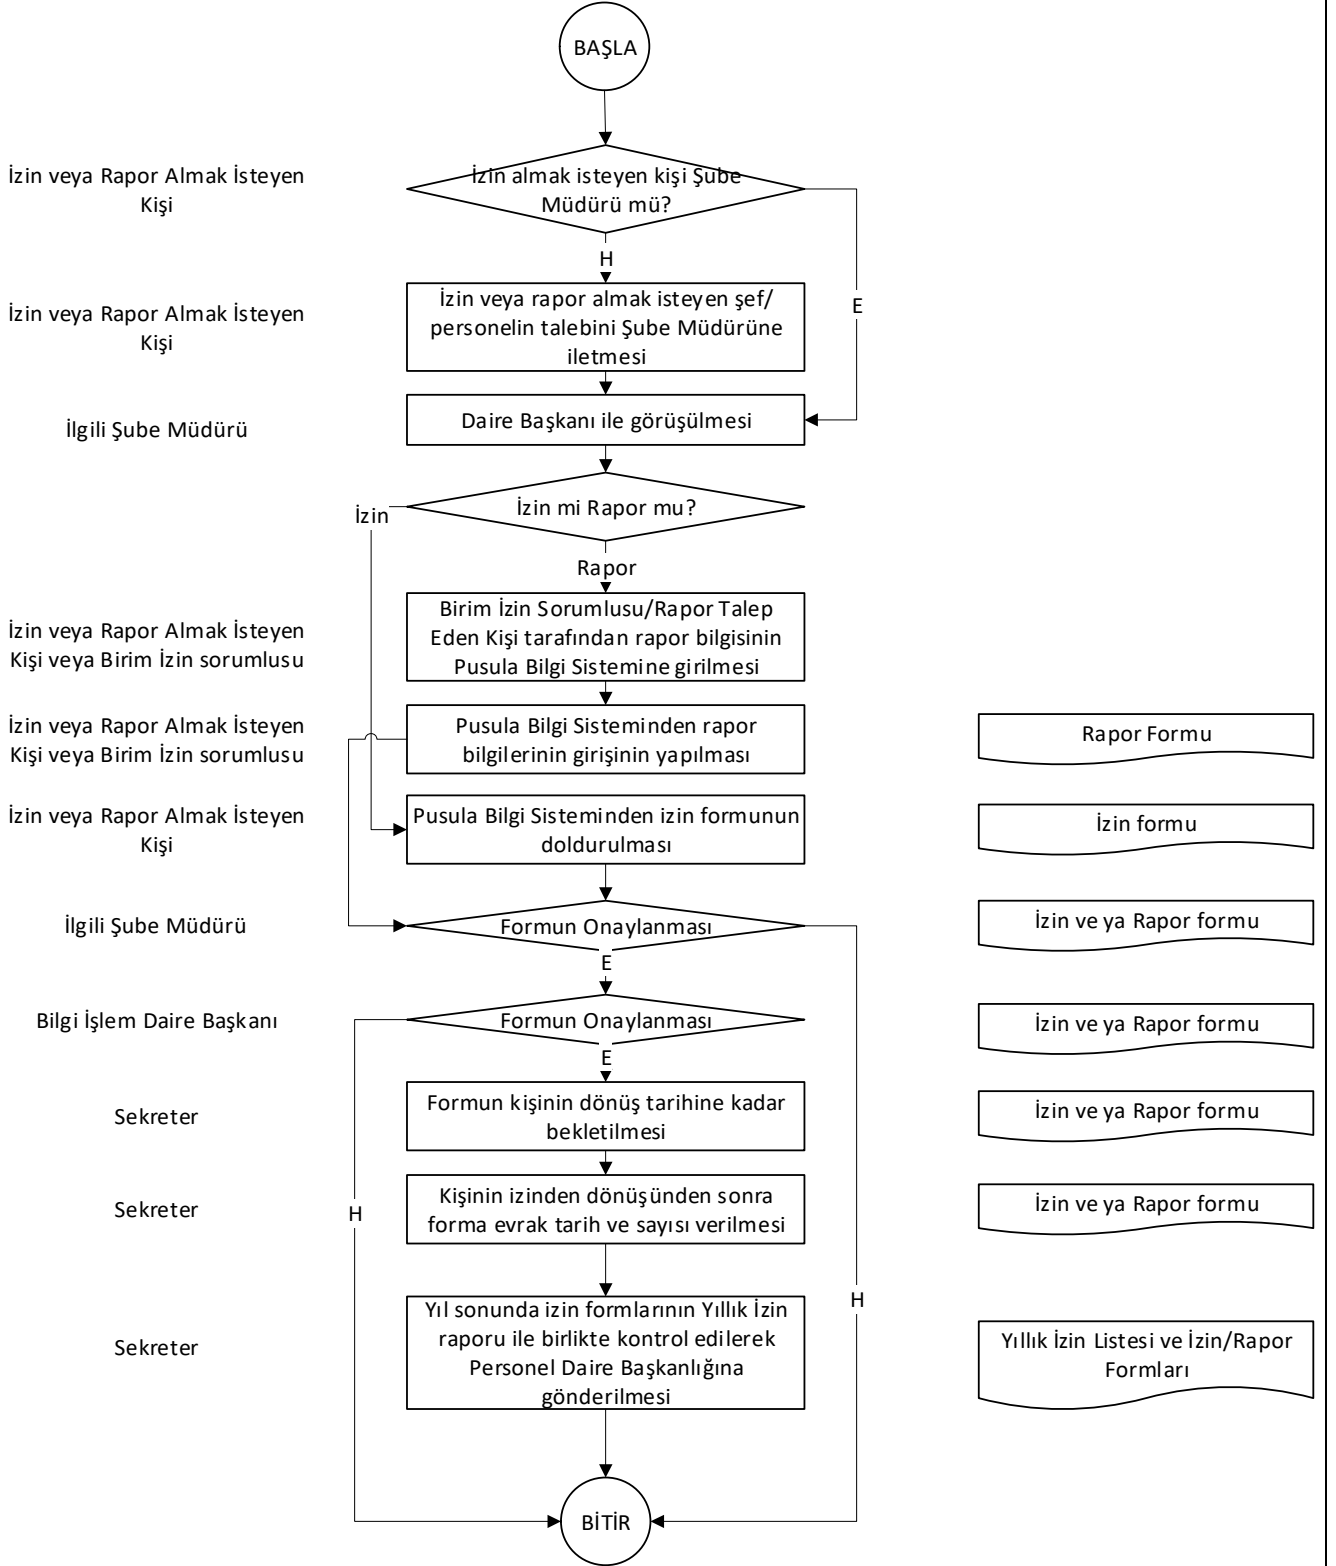 BAŞLA
İzin veya Rapor Almak İsteyen
Kişi
İzin almak isteyen kişi Şube
Müdürü mü?
H
E
İzin veya Rapor Almak İsteyen
Kişi
İzin veya rapor almak isteyen şef/
personelin talebini Şube Müdürüne
iletmesi
İlgili Şube Müdürü
Daire Başkanı ile görüşülmesi
İzin mi Rapor mu?
İzin
Rapor
İzin veya Rapor Almak İsteyen
Kişi veya Birim İzin sorumlusu
Birim İzin Sorumlusu/Rapor Talep
Eden Kişi tarafından rapor bilgisinin
Pusula Bilgi Sistemine girilmesi
İzin veya Rapor Almak İsteyen
Kişi veya Birim İzin sorumlusu
Pusula Bilgi Sisteminden rapor
bilgilerinin girişinin yapılması
Rapor Formu
İzin veya Rapor Almak İsteyen
Kişi
Pusula Bilgi Sisteminden izin formunun
doldurulması
İzin formu
İlgili Şube Müdürü
Formun Onaylanması
İzin ve ya Rapor formu
E
Bilgi İşlem Daire Başkanı
Formun Onaylanması
İzin ve ya Rapor formu
E
Sekreter
Formun kişinin dönüş tarihine kadar
bekletilmesi
İzin ve ya Rapor formu
Sekreter
H
Kişinin izinden dönüşünden sonra
forma evrak tarih ve sayısı verilmesi
İzin ve ya Rapor formu
H
Sekreter
Yıl sonunda izin formlarının Yıllık İzin
raporu ile birlikte kontrol edilerek
Personel Daire Başkanlığına
gönderilmesi
Yıllık İzin Listesi ve İzin/Rapor
Formları
BİTİR